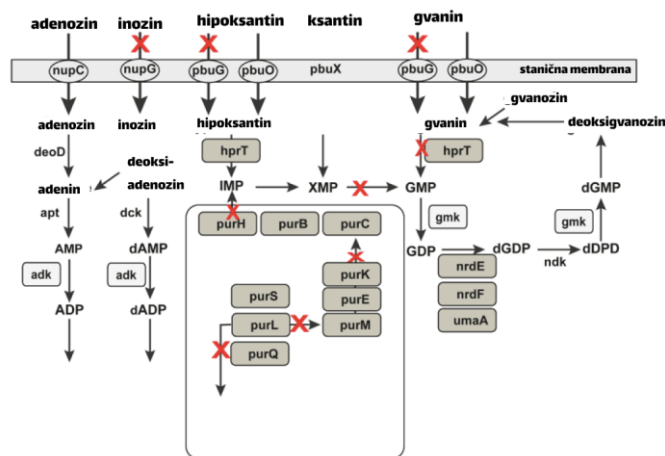 adenozin inozin hipoksantin ksantin gvanin
nupC nupG pbuG pbuO pbuX pbuG pbuO stanična membrana
gvanozin
adenozin inozin hipoksantin gvanin deoksigvanozin
deoD hprT hprT
deoksi-
adenozin
adenin IMP XMP GMP dGMP
apt dck purH purB purC gmk gmk
AMP dAMP GDP dGDP ndk dDPD
adk adk purK nrdE
purS purE nrdF
ADP dADP purL purM umaA
purQ